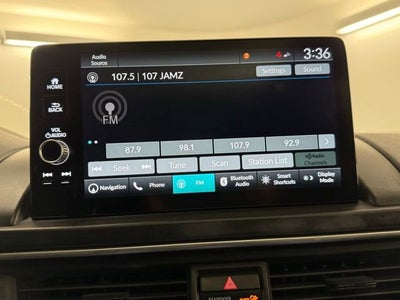 Audio
Source
3:36
HOME
107.5 | 107 JAMZ
Settings
Sound
BACK
FM
VOL
AUDIO
87.9
98.1
107.9
92.9
Seek
Tune
Scan
Station List
HD Radio
Channels
Navigation
Phone
FM
Bluetooth
Audio
Smart
Shortcuts
Display
Mode